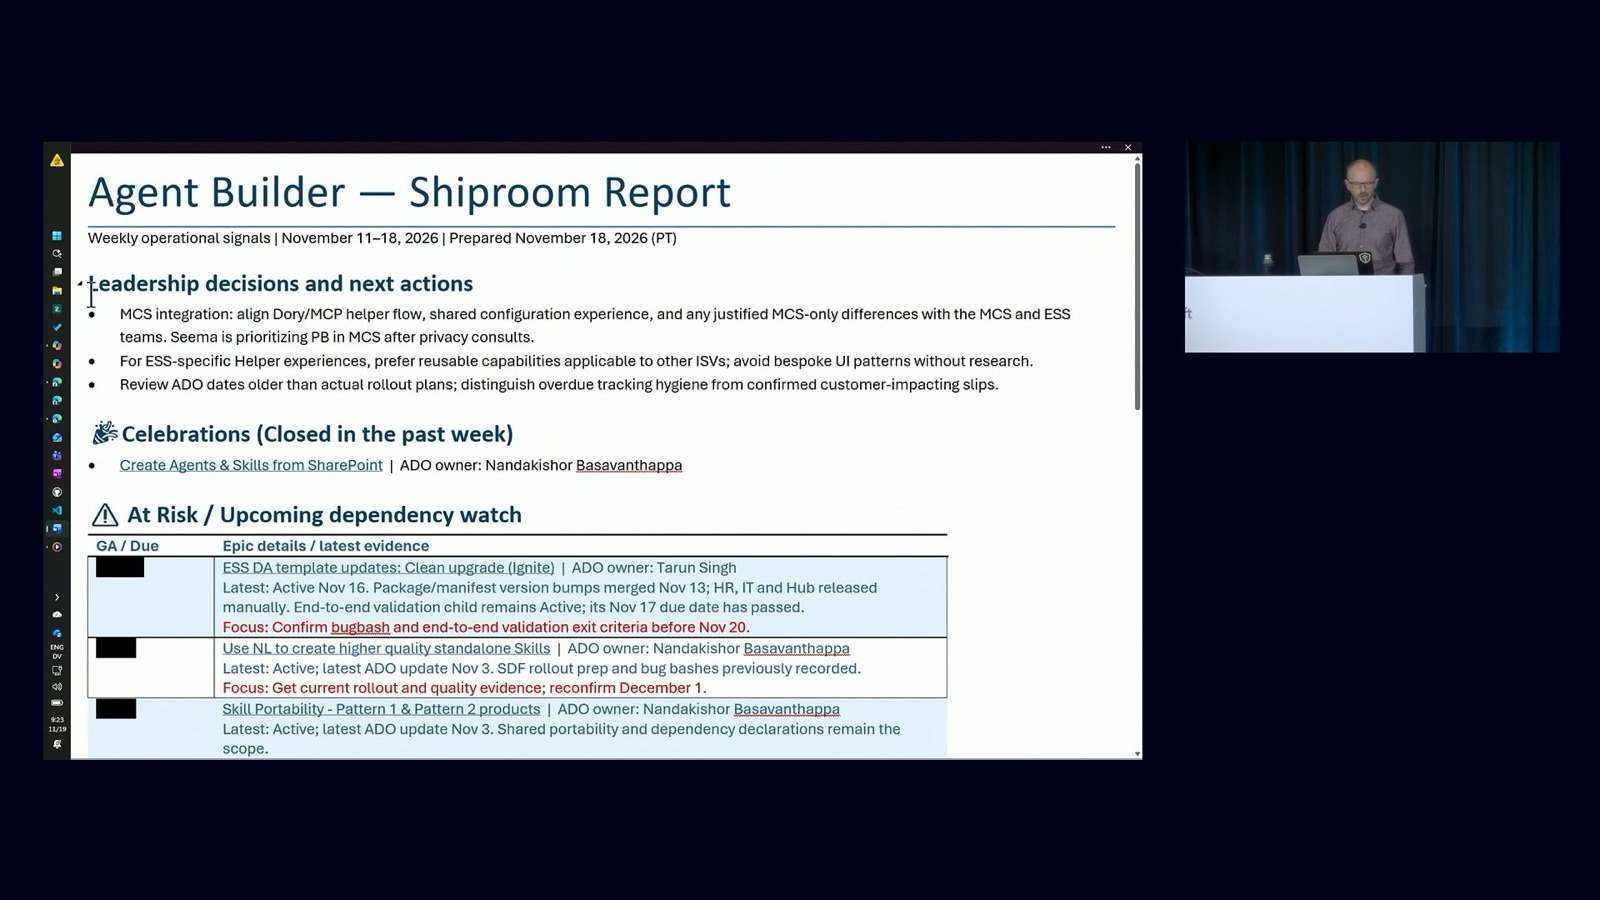 Agent Builder — Shiproom Report
Weekly operational signals | November 11–18, 2026 | Prepared November 18, 2026 (PT)
Leadership decisions and next actions
• MCS integration: align Dory/MCP helper flow, shared configuration experience, and any justified MCS-only differences with the MCS and ESS
teams. Seema is prioritizing PB in MCS after privacy consults.
• For ESS-specific Helper experiences, prefer reusable capabilities applicable to other ISVs; avoid bespoke UI patterns without research.
• Review ADO dates older than actual rollout plans; distinguish overdue tracking hygiene from confirmed customer-impacting slips.
Celebrations (Closed in the past week)
• Create Agents & Skills from SharePoint | ADO owner: Nandakishor Basavanthappa
At Risk / Upcoming dependency watch
GA / Due Epic details / latest evidence
ESS DA template updates: Clean upgrade (Ignite) | ADO owner: Tarun Singh
Latest: Active Nov 16. Package/manifest version bumps merged Nov 13; HR, IT and Hub released
manually. End-to-end validation child remains Active; its Nov 17 due date has passed.
Focus: Confirm bugbash and end-to-end validation exit criteria before Nov 20.
Use NL to create higher quality standalone Skills | ADO owner: Nandakishor Basavanthappa
Latest: Active; latest ADO update Nov 3. SDF rollout prep and bug bashes previously recorded.
Focus: Get current rollout and quality evidence; reconfirm December 1.
Skill Portability - Pattern 1 & Pattern 2 products | ADO owner: Nandakishor Basavanthappa
Latest: Active; latest ADO update Nov 3. Shared portability and dependency declarations remain the
scope.
ENG
DV
9:23
11/19
ft